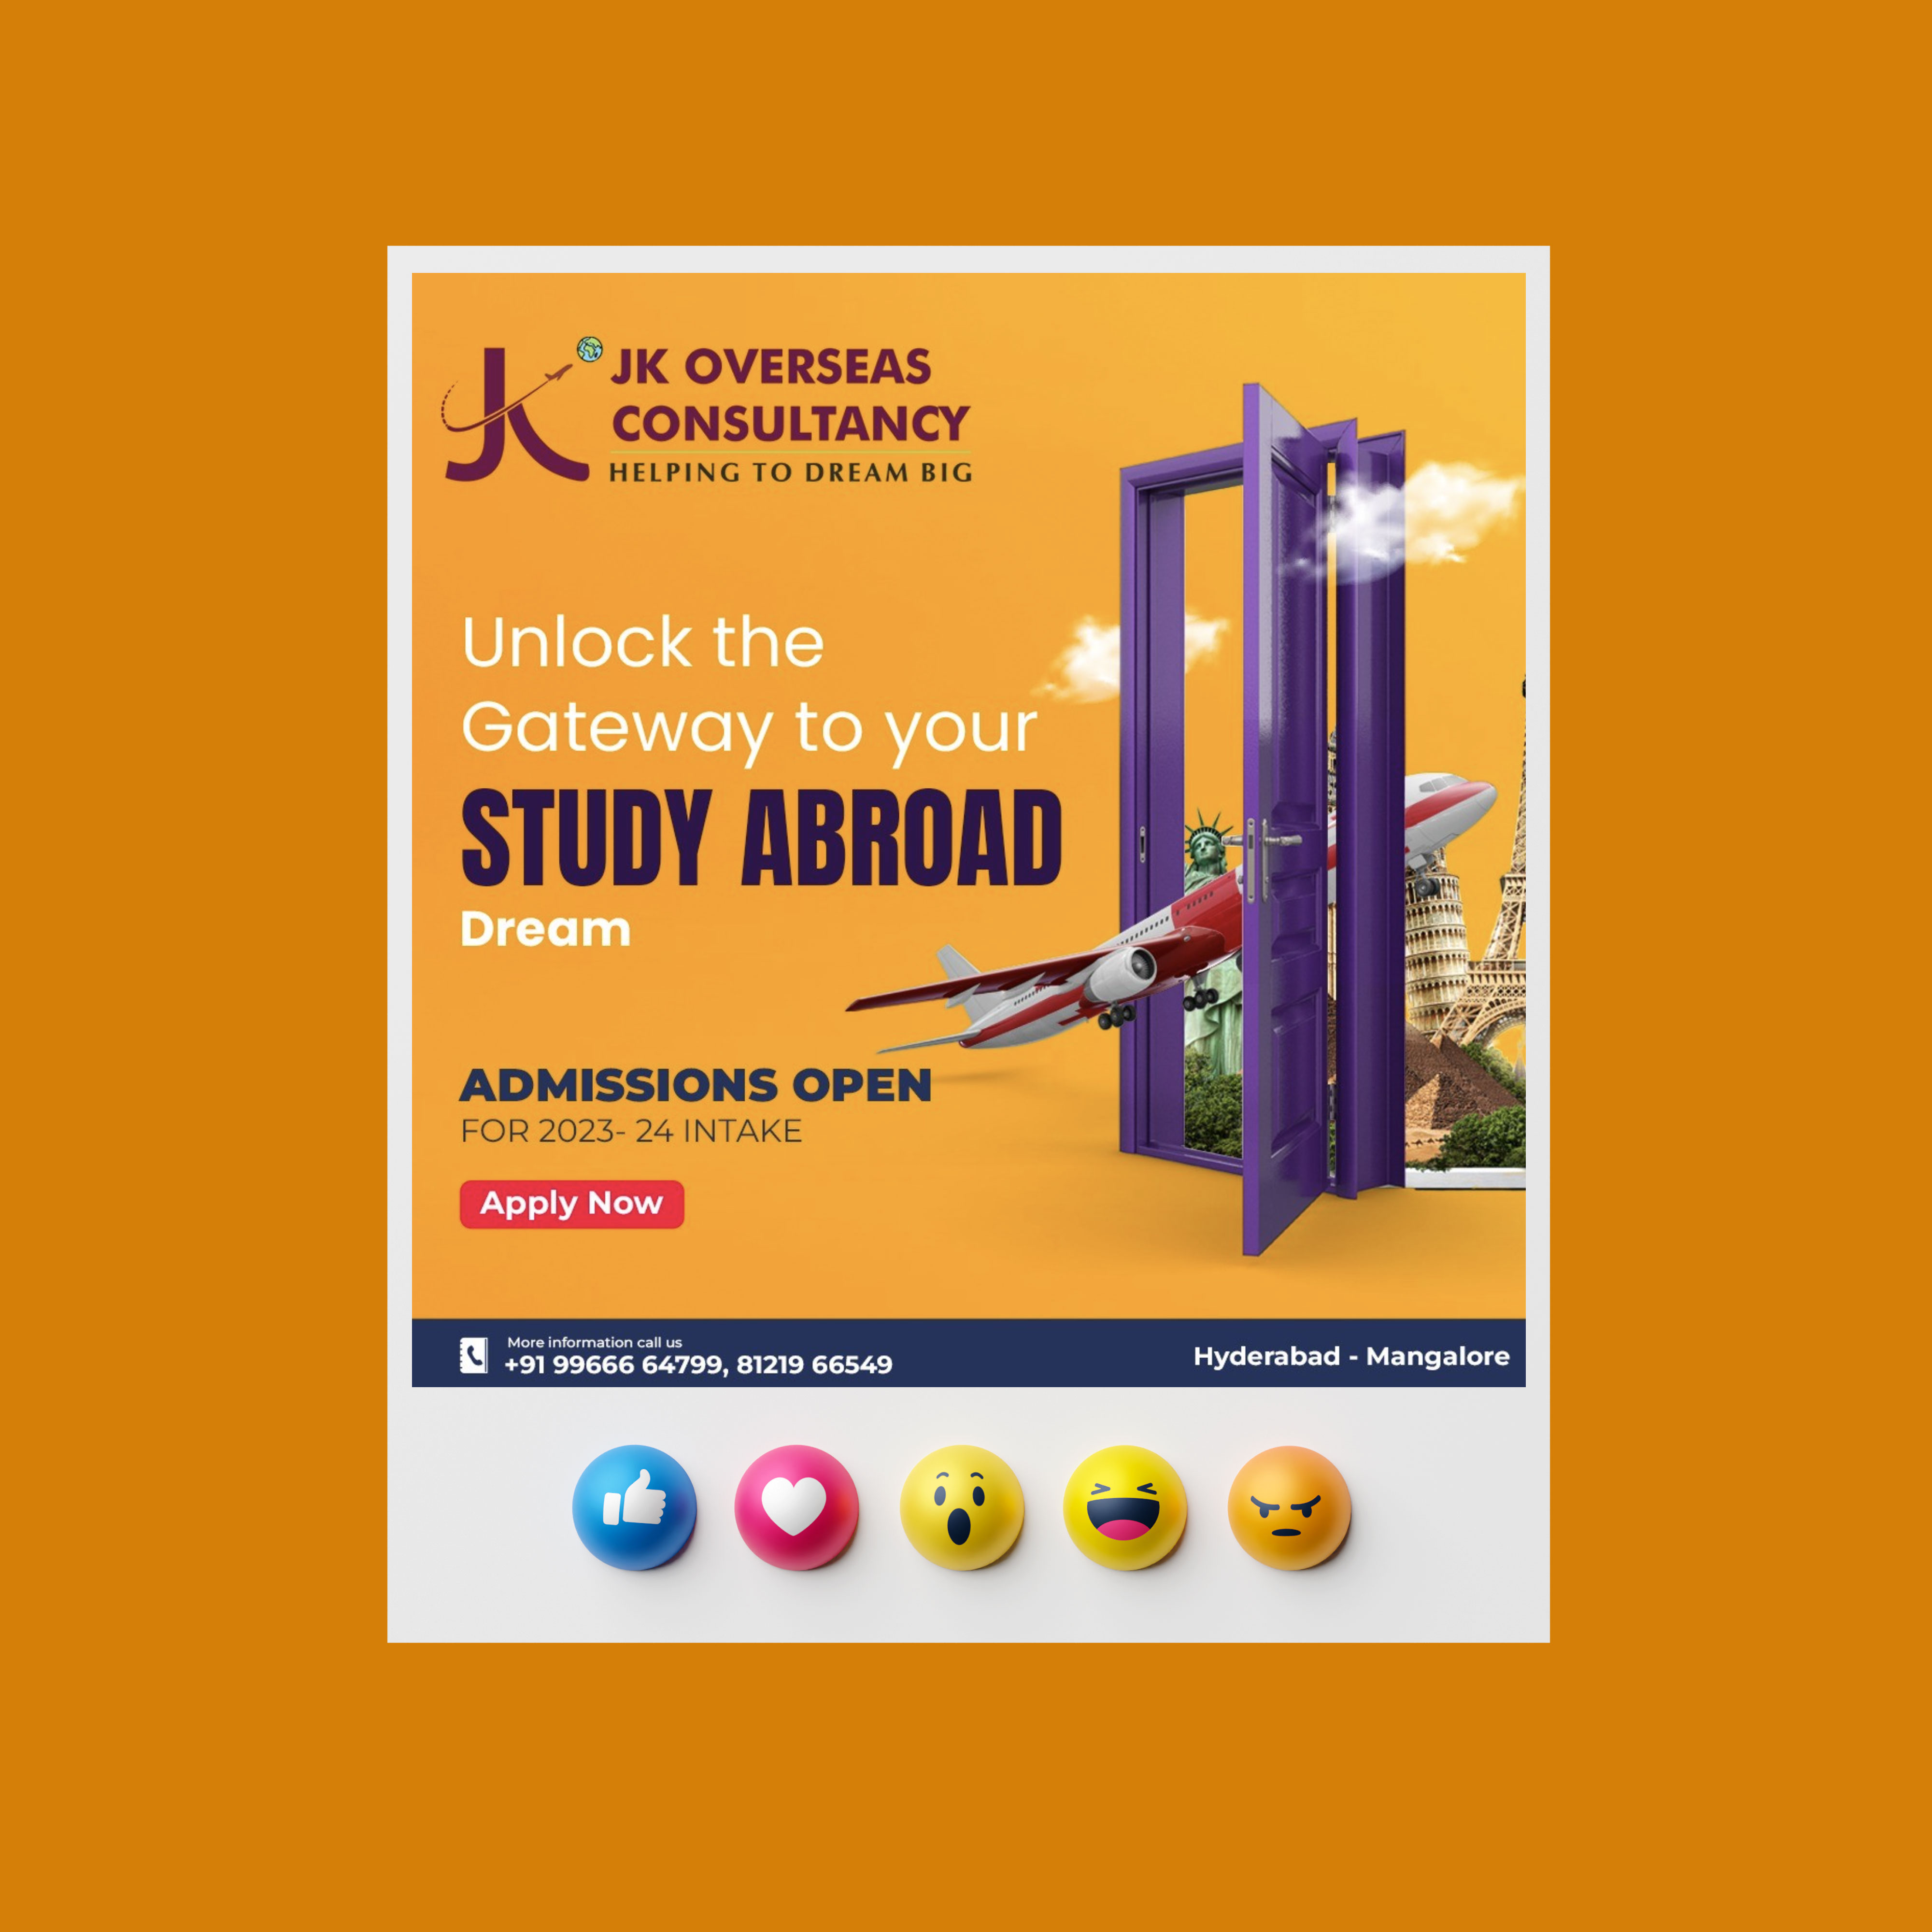 JK OVERSEAS
CONSULTANCY
HELPING TO DREAM BIG
Unlock the
Gateway to your
STUDY ABROAD
Dream
ADMISSIONS OPEN
FOR 2023- 24 INTAKE
Apply Now
More information call us
+91 99666 64799, 81219 66549
Hyderabad - Mangalore